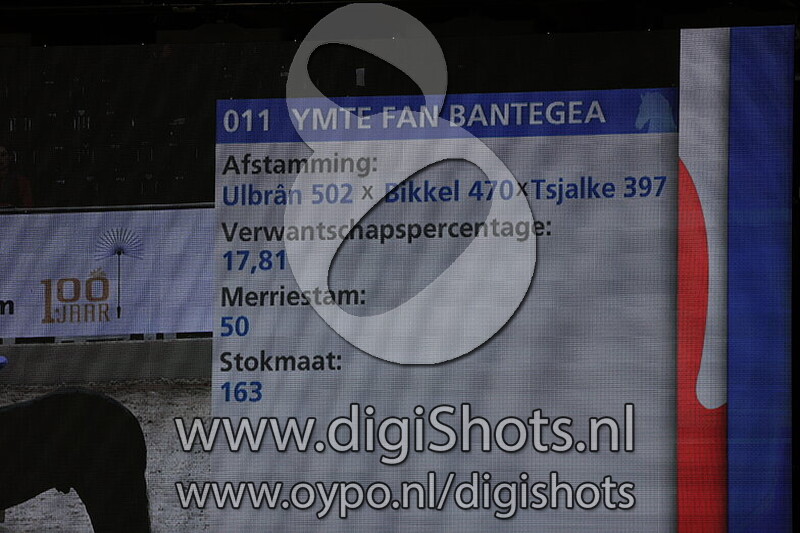 011 YMTE FAN BANTEGEA
Afstamming:
Ulbrân 502 x Bikkel 470 x Tsjalke 397
Verwantschapspercentage:
17,81
Merriestam:
50
Stokmaat:
163
100
JAAR
www.digiShots.nl
www.oypo.nl/digishots